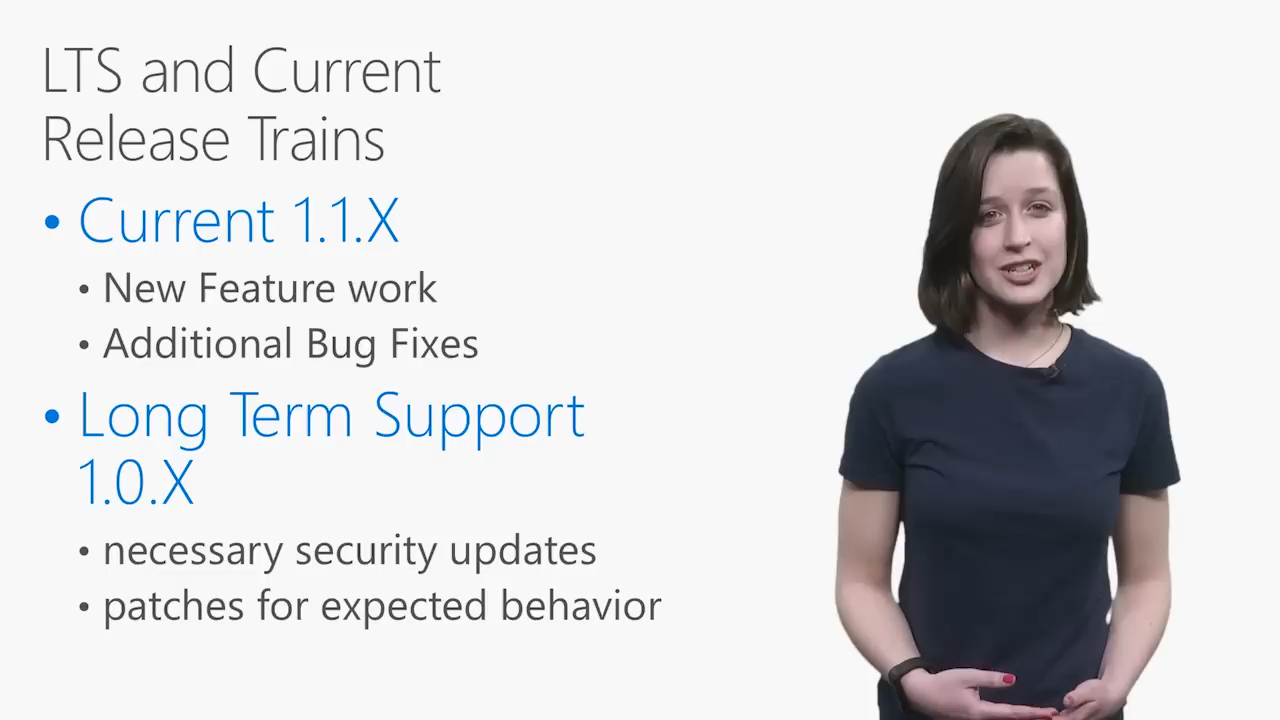 LTS and Current
Release Trains
• Current 1.1.X
• New Feature work
• Additional Bug Fixes
• Long Term Support
1.0.X
• necessary security updates
• patches for expected behavior